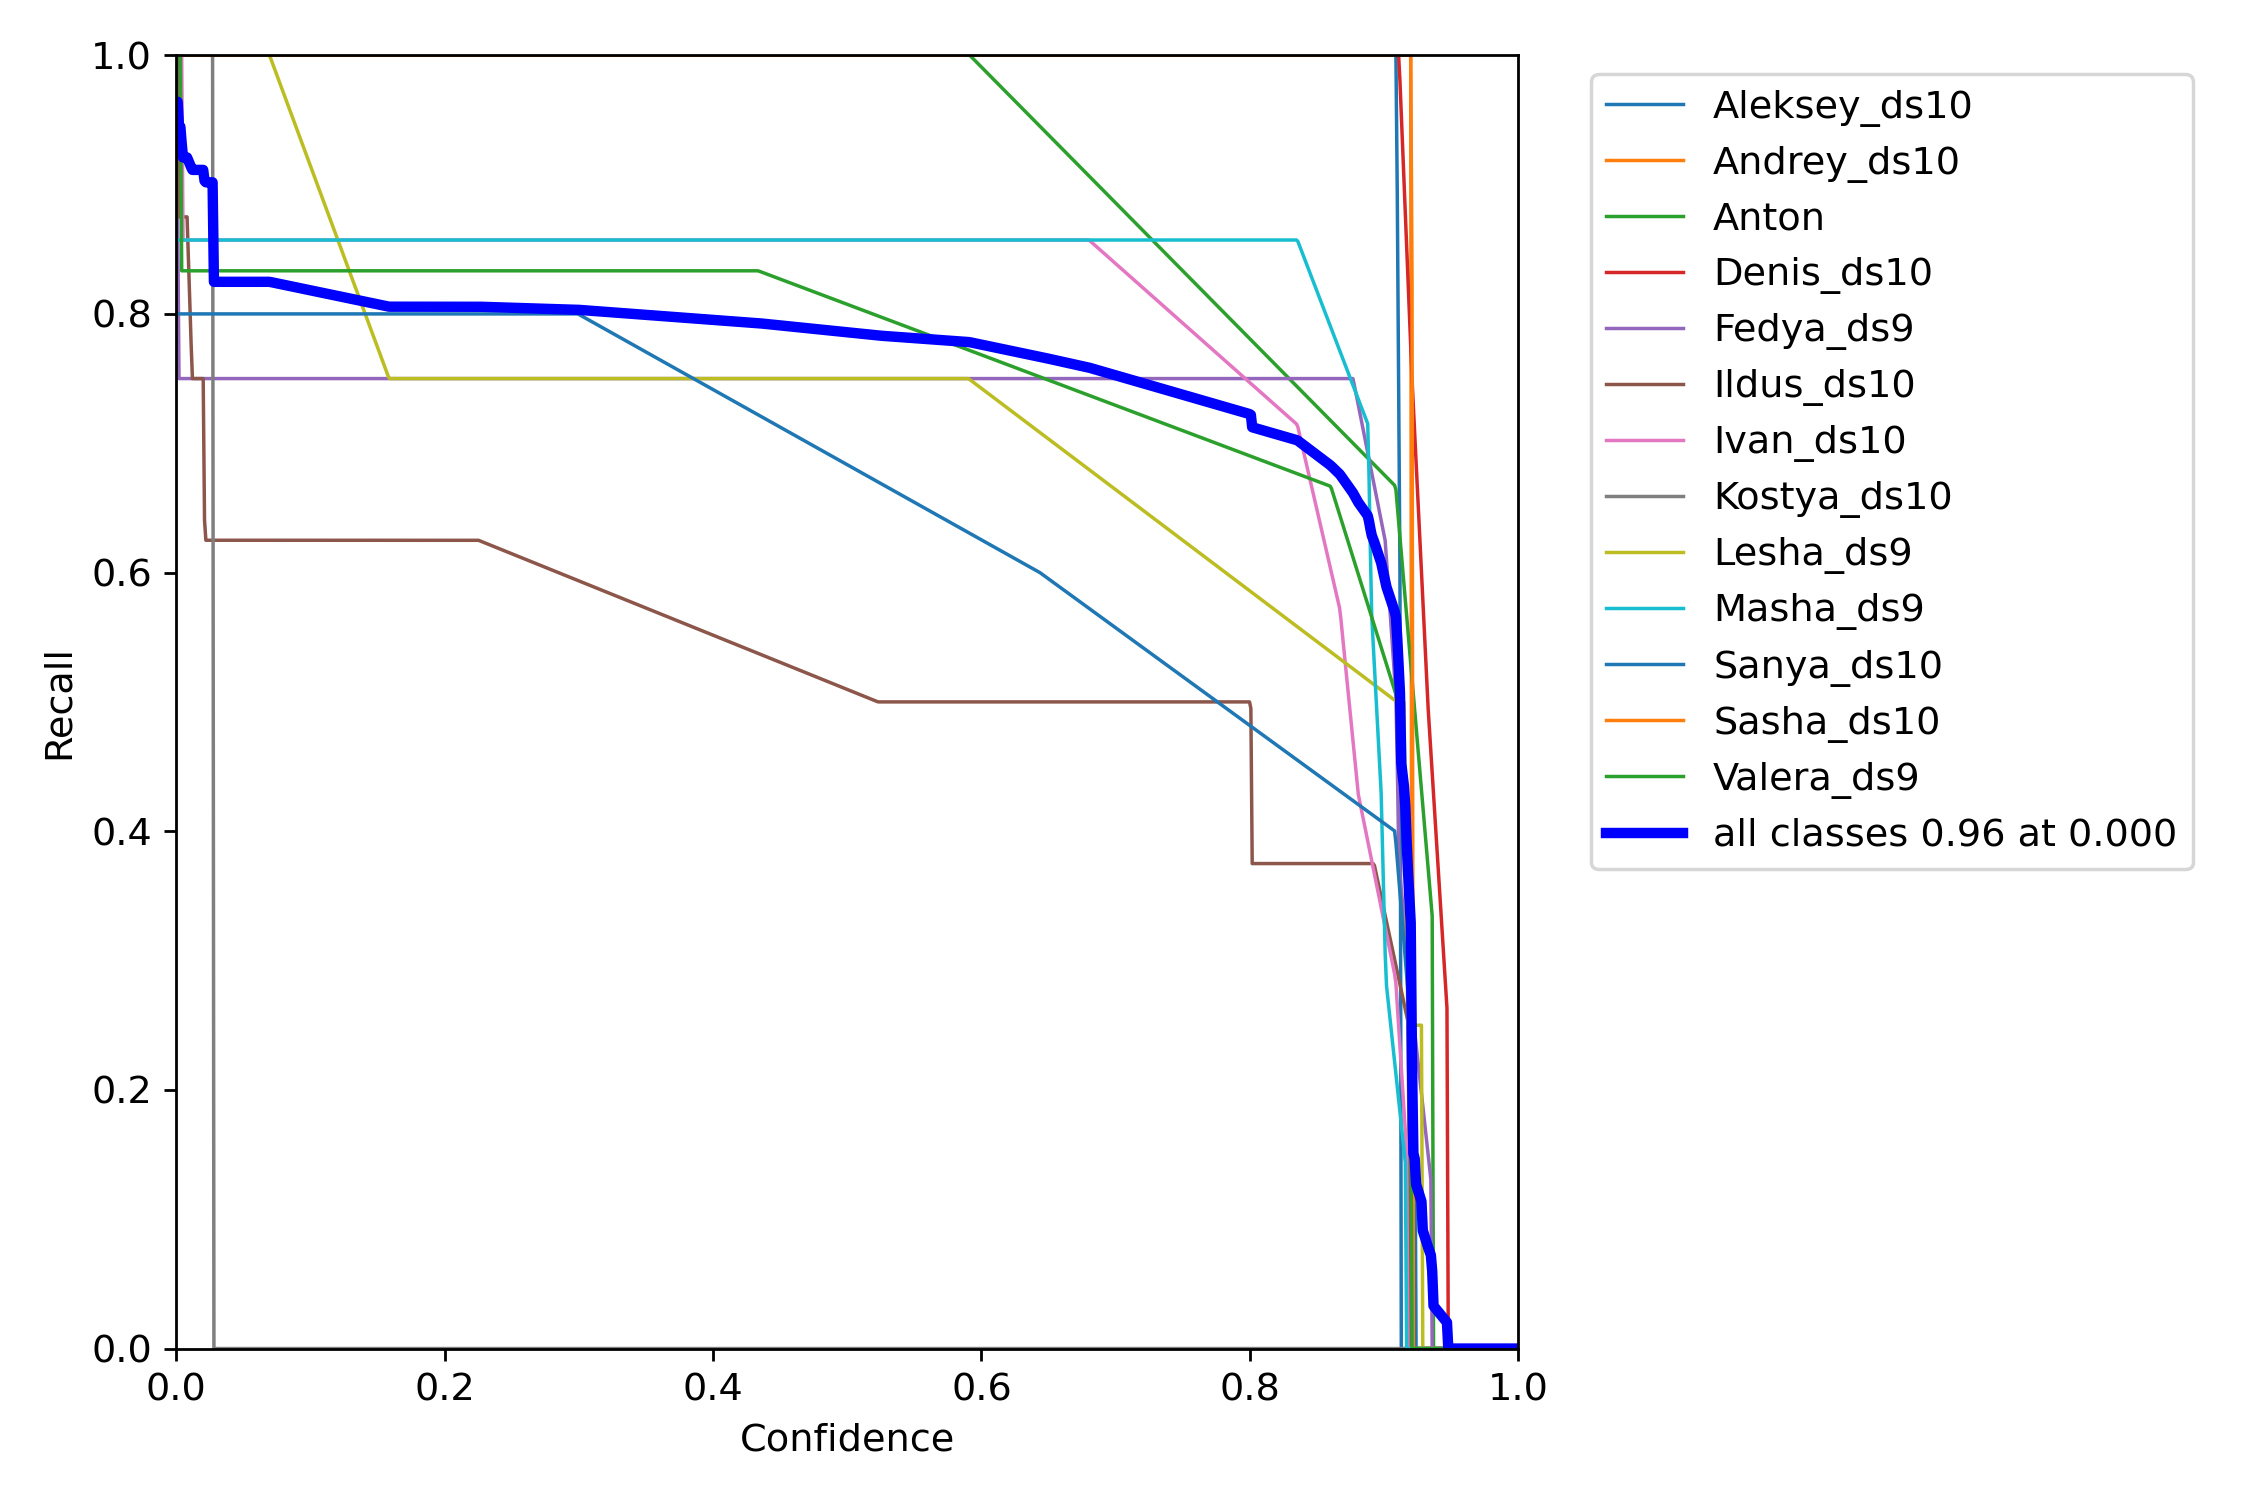 1.0
0.8
0.6
0.4
0.2
0.0
Recall
0.0 0.2 0.4 0.6 0.8 1.0
Confidence
Aleksey_ds10
Andrey_ds10
Anton
Denis_ds10
Fedya_ds9
Ildus_ds10
Ivan_ds10
Kostya_ds10
Lesha_ds9
Masha_ds9
Sanya_ds10
Sasha_ds10
Valera_ds9
all classes 0.96 at 0.000